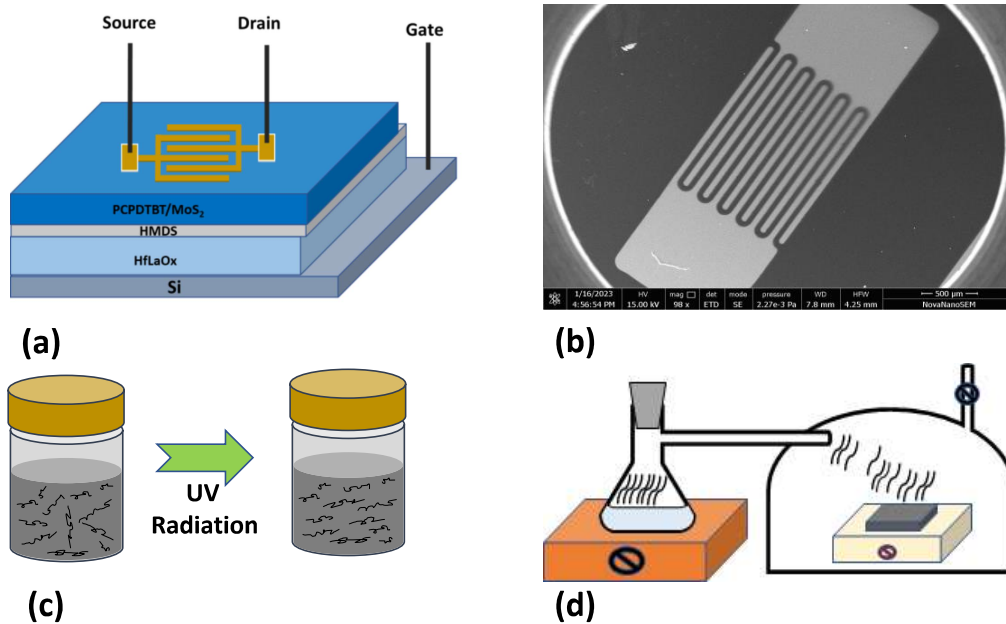 Source
Drain
Gate
PCPDTBT/MoS₂
HMDS
HfLaOx
Si
(a)
1/16/2023
4:56:54 PM
HV
15.00 kV
mag
98 x
det
ETD
mode
SE
pressure
2.27e-3 Pa
WD
7.8 mm
HFW
4.25 mm
500 µm
NovaNanoSEM
(b)
UV
Radiation
(c)
(d)